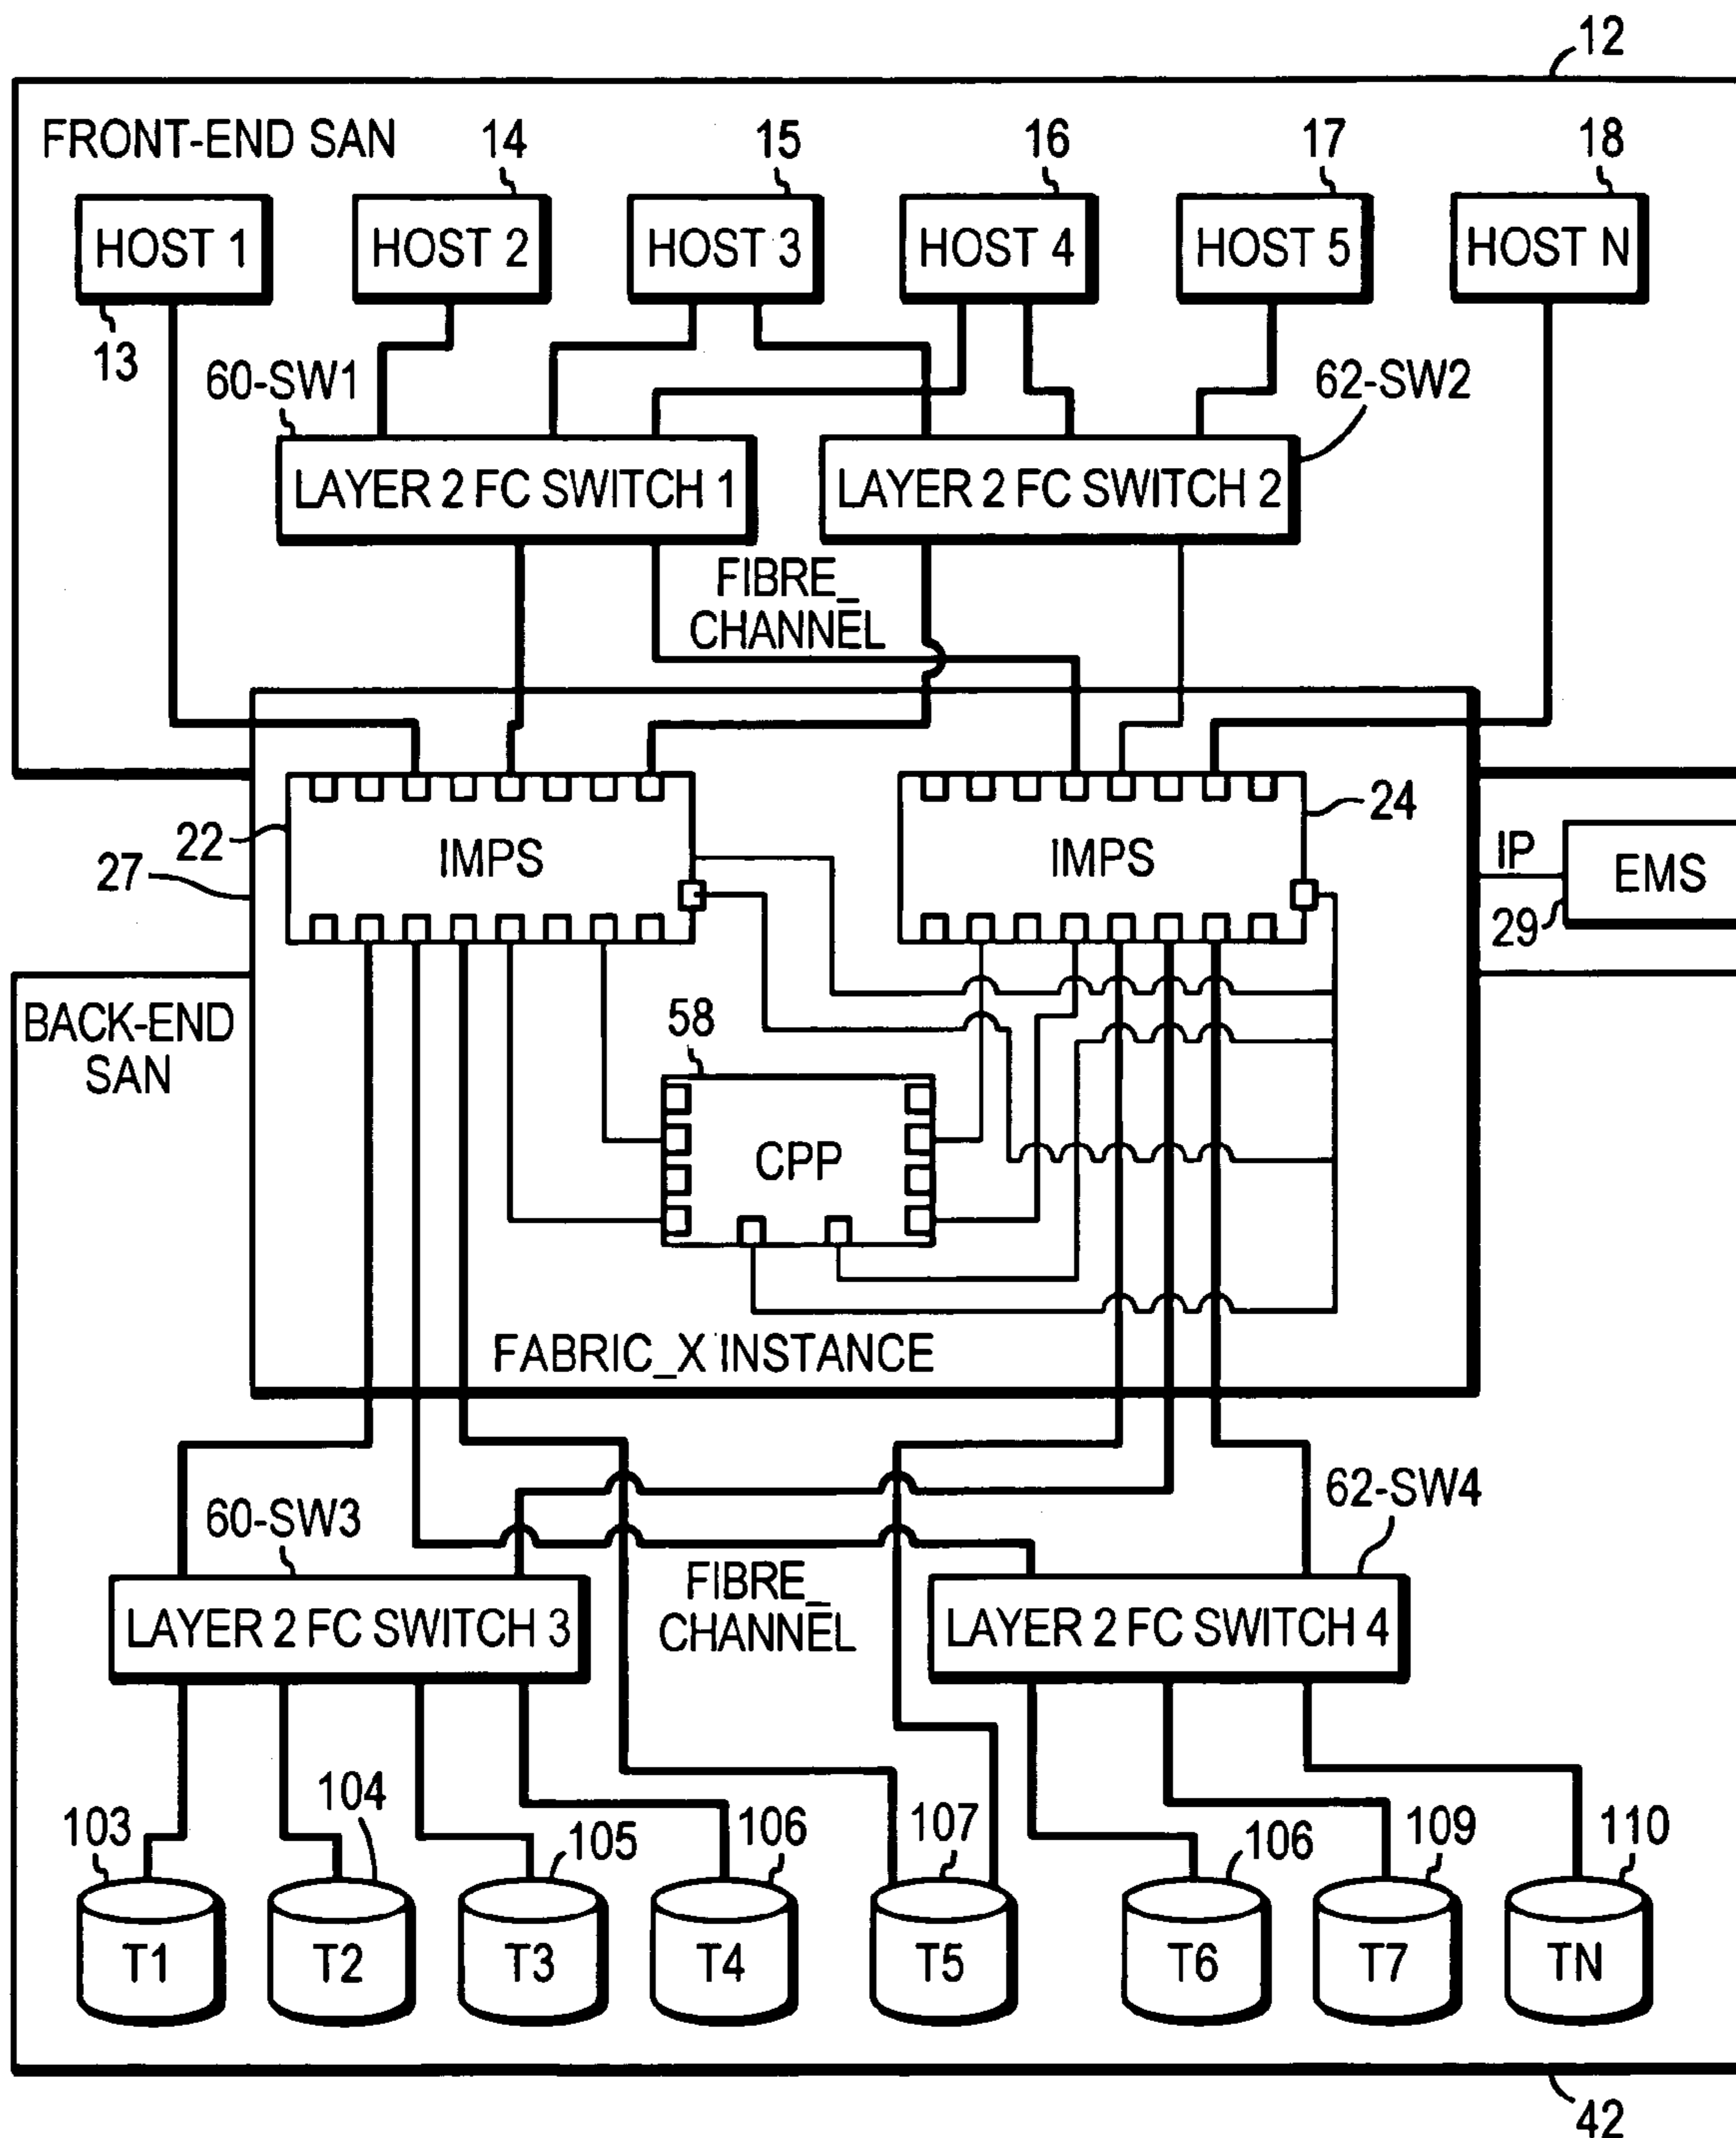 12
FRONT-END SAN
14
15
16
17
18
HOST 1
HOST 2
HOST 3
HOST 4
HOST 5
HOST N
13
60-SW1
62-SW2
LAYER 2 FC SWITCH 1
LAYER 2 FC SWITCH 2
FIBRE_
CHANNEL
22
IMPS
IMPS
24
27
IP
EMS
29
BACK-END
SAN
58
CPP
FABRIC_X INSTANCE
60-SW3
62-SW4
FIBRE_
CHANNEL
LAYER 2 FC SWITCH 3
LAYER 2 FC SWITCH 4
103
104
105
106
107
106
109
110
T1
T2
T3
T4
T5
T6
T7
TN
42